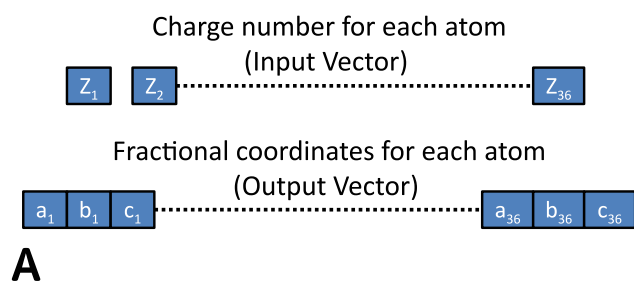 Charge number for each atom
(Input Vector)
Z₁ Z₂ Z₃₆
Fractional coordinates for each atom
(Output Vector)
a₁ b₁ c₁ a₃₆ b₃₆ c₃₆
A